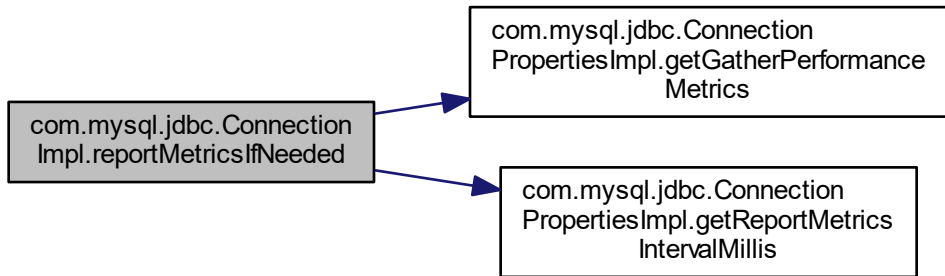 com.mysql.jdbc.Connection
Impl.reportMetricsIfNeeded
com.mysql.jdbc.Connection
PropertiesImpl.getGatherPerformance
Metrics
com.mysql.jdbc.Connection
PropertiesImpl.getReportMetrics
IntervalMillis